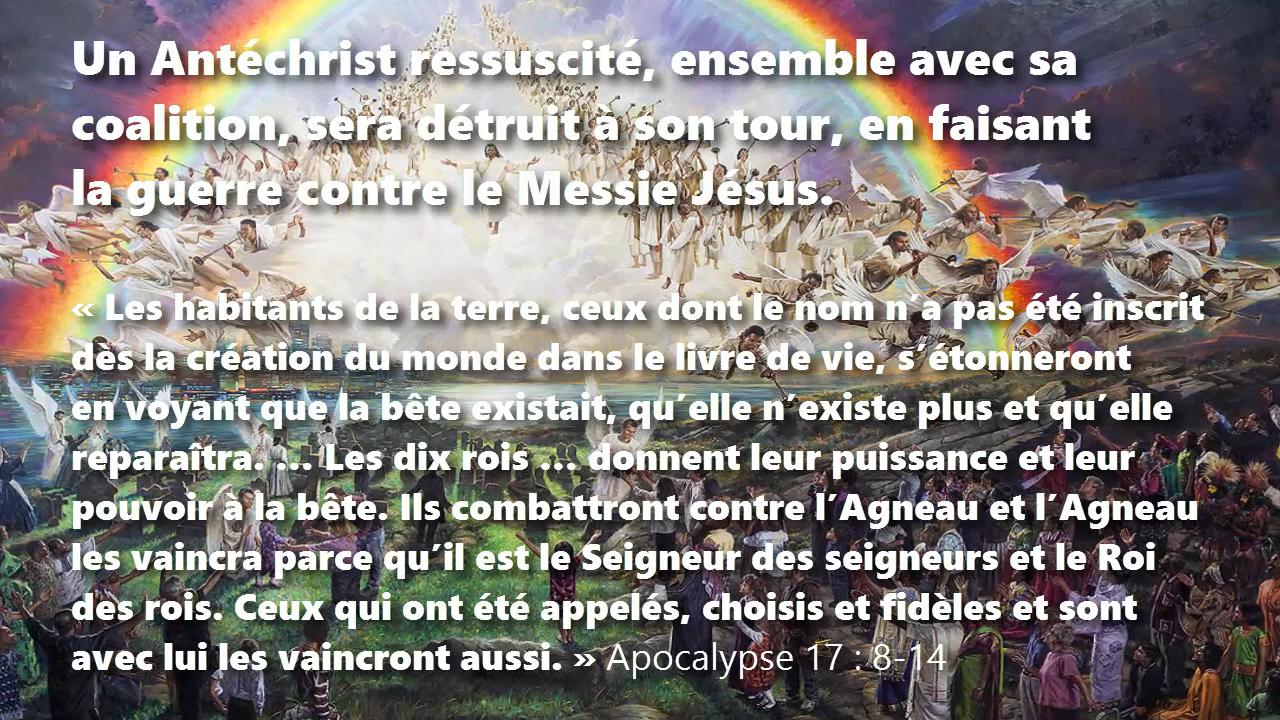 Un Antéchrist ressuscité, ensemble avec sa
coalition, sera détruit à son tour, en faisant
la guerre contre le Messie Jésus.
« Les habitants de la terre, ceux dont le nom n´a pas été inscrit
dès la création du monde dans le livre de vie, s´étonneront
en voyant que la bête existait, qu´elle n´existe plus et qu´elle
reparaîtra. ... Les dix rois ... donnent leur puissance et leur
pouvoir à la bête. Ils combattront contre l´Agneau et l´Agneau
les vaincra parce qu´il est le Seigneur des seigneurs et le Roi
des rois. Ceux qui ont été appelés, choisis et fidèles et sont
avec lui les vaincront aussi. » Apocalypse 17 : 8-14